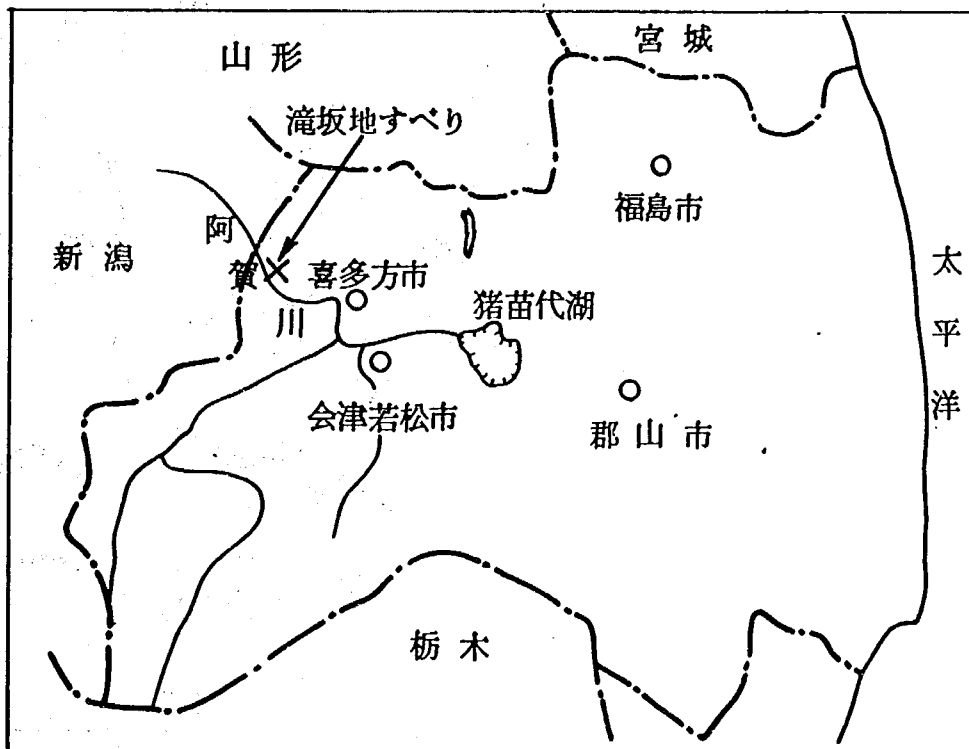 山形
宮城
滝坂地すべり
福島市
新潟
阿賀川
喜多方市
猪苗代湖
太平洋
会津若松市
郡山市
栃木